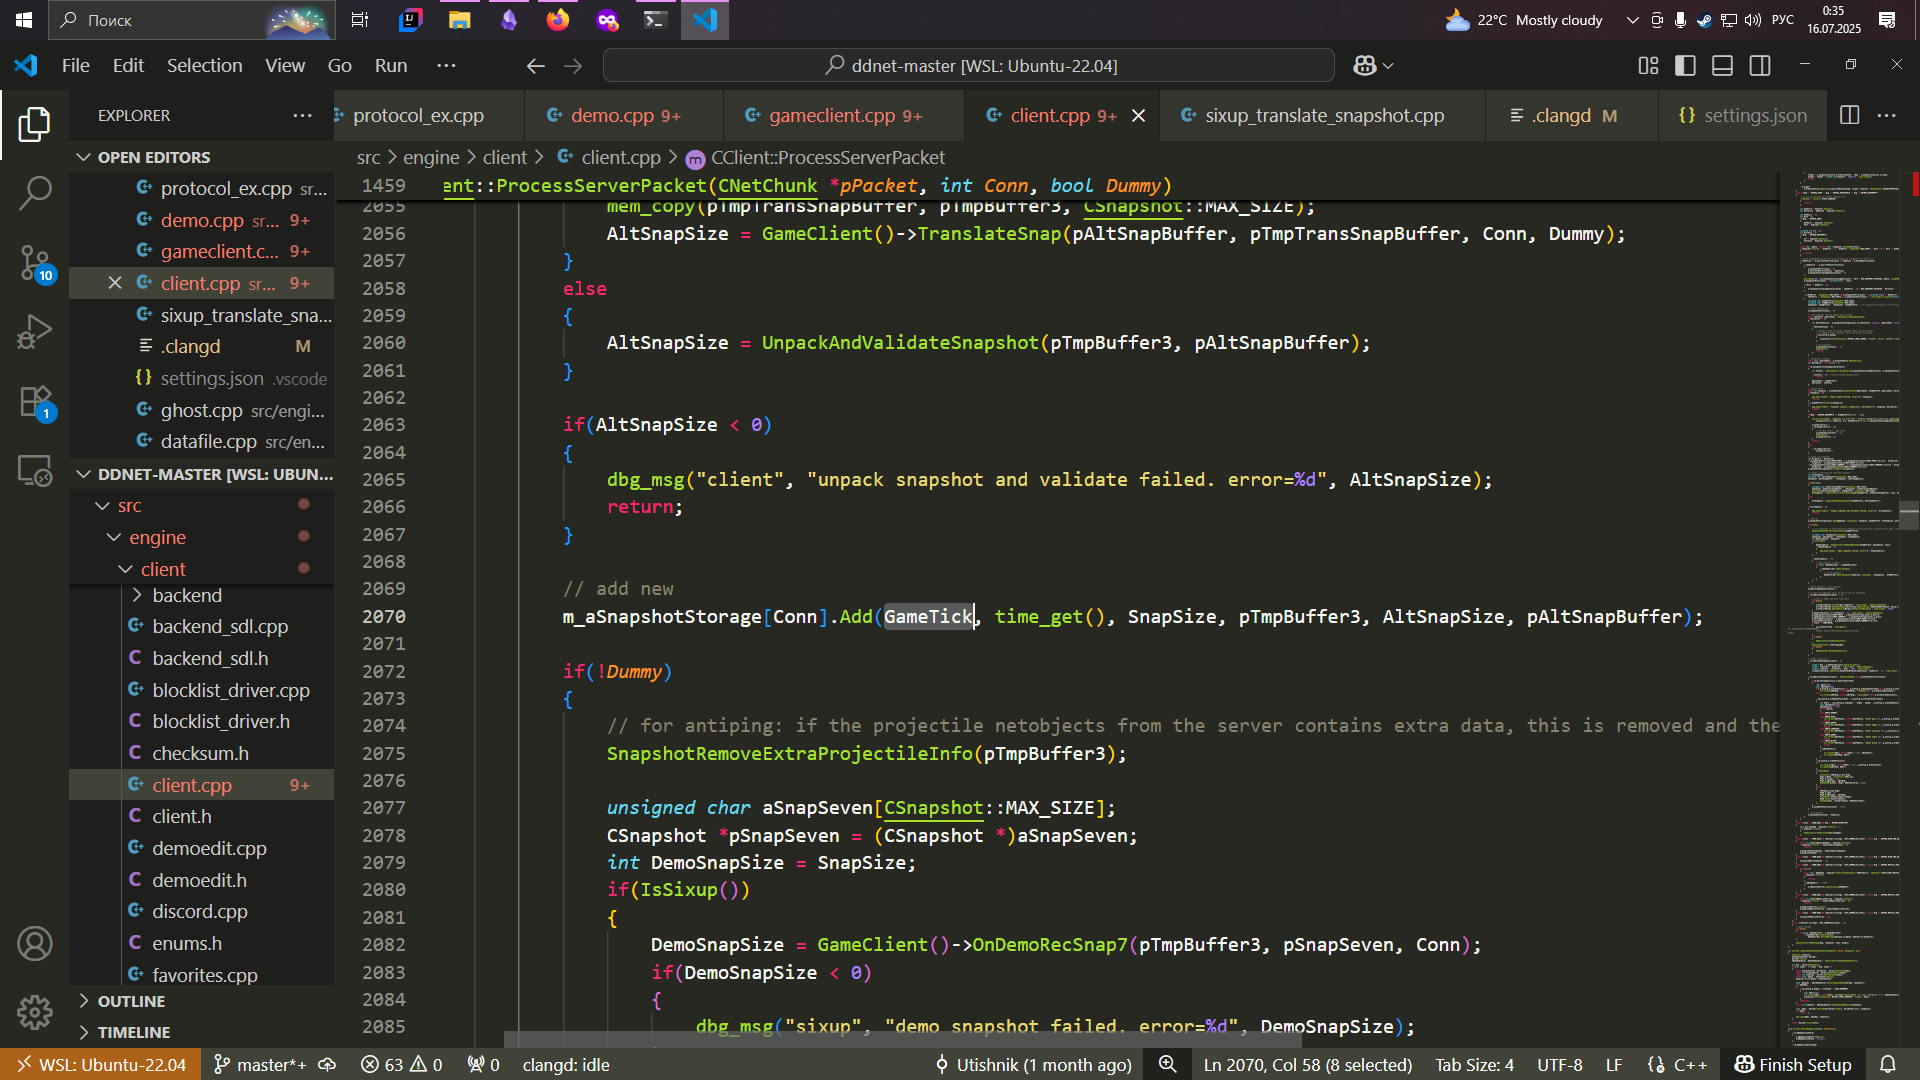 Поиск
22°C Mostly cloudy
РУС
0:35
16.07.2025
File Edit Selection View Go Run ···
ddnet-master [WSL: Ubuntu-22.04]
EXPLORER
protocol_ex.cpp
demo.cpp 9+
gameclient.cpp 9+
client.cpp 9+
sixup_translate_snapshot.cpp
.clangd M
settings.json
OPEN EDITORS
protocol_ex.cpp sr...
demo.cpp sr... 9+
gameclient.c... 9+
client.cpp sr... 9+
sixup_translate_sna...
.clangd M
settings.json .vscode
ghost.cpp src/engi...
datafile.cpp src/en...
DDNET-MASTER [WSL: UBUN...
src
engine
client
backend
backend_sdl.cpp
backend_sdl.h
blocklist_driver.cpp
blocklist_driver.h
checksum.h
client.cpp 9+
client.h
demoedit.cpp
demoedit.h
discord.cpp
enums.h
favorites.cpp
OUTLINE
TIMELINE
src > engine > client > client.cpp > CClient::ProcessServerPacket
1459 ent::ProcessServerPacket(CNetChunk *pPacket, int Conn, bool Dummy)
2055 mem_copy(pTmpTransSnapBuffer, pTmpBuffer3, CSnapshot::MAX_SIZE);
2056 AltSnapSize = GameClient()->TranslateSnap(pAltSnapBuffer, pTmpTransSnapBuffer, Conn, Dummy);
2057 }
2058 else
2059 {
2060 AltSnapSize = UnpackAndValidateSnapshot(pTmpBuffer3, pAltSnapBuffer);
2061 }
2062
2063 if(AltSnapSize < 0)
2064 {
2065 dbg_msg("client", "unpack snapshot and validate failed. error=%d", AltSnapSize);
2066 return;
2067 }
2068
2069 // add new
2070 m_aSnapshotStorage[Conn].Add(GameTick, time_get(), SnapSize, pTmpBuffer3, AltSnapSize, pAltSnapBuffer);
2071
2072 if(!Dummy)
2073 {
2074 // for antiping: if the projectile netobjects from the server contains extra data, this is removed and the
2075 SnapshotRemoveExtraProjectileInfo(pTmpBuffer3);
2076
2077 unsigned char aSnapSeven[CSnapshot::MAX_SIZE];
2078 CSnapshot *pSnapSeven = (CSnapshot *)aSnapSeven;
2079 int DemoSnapSize = SnapSize;
2080 if(IsSixup())
2081 {
2082 DemoSnapSize = GameClient()->OnDemoRecSnap7(pTmpBuffer3, pSnapSeven, Conn);
2083 if(DemoSnapSize < 0)
2084 {
2085 dbg_msg("sixup", "demo snapshot failed. error=%d", DemoSnapSize);
10
1
WSL: Ubuntu-22.04 master*+ 63 0 0 clangd: idle Utishnik (1 month ago) Ln 2070, Col 58 (8 selected) Tab Size: 4 UTF-8 LF {} C++ Finish Setup